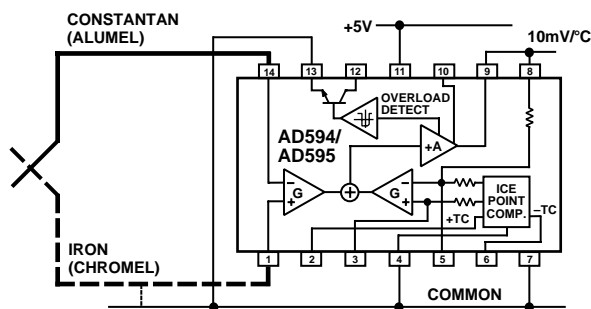 CONSTANTAN
(ALUMEL)
+5V
10mV/°C
14 13 12 11 10 9 8
OVERLOAD
DETECT
AD594/
AD595
+A
–
G
+
–
G
+
ICE
POINT
COMP.
–TC
+TC
IRON
(CHROMEL)
1 2 3 4 5 6 7
COMMON